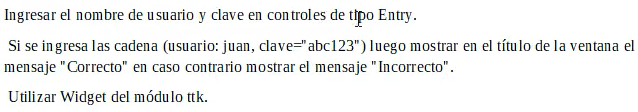 Ingresar el nombre de usuario y clave en controles de tipo Entry.
Si se ingresa las cadena (usuario: juan, clave="abc123") luego mostrar en el título de la ventana el
mensaje "Correcto" en caso contrario mostrar el mensaje "Incorrecto".
Utilizar Widget del módulo ttk.